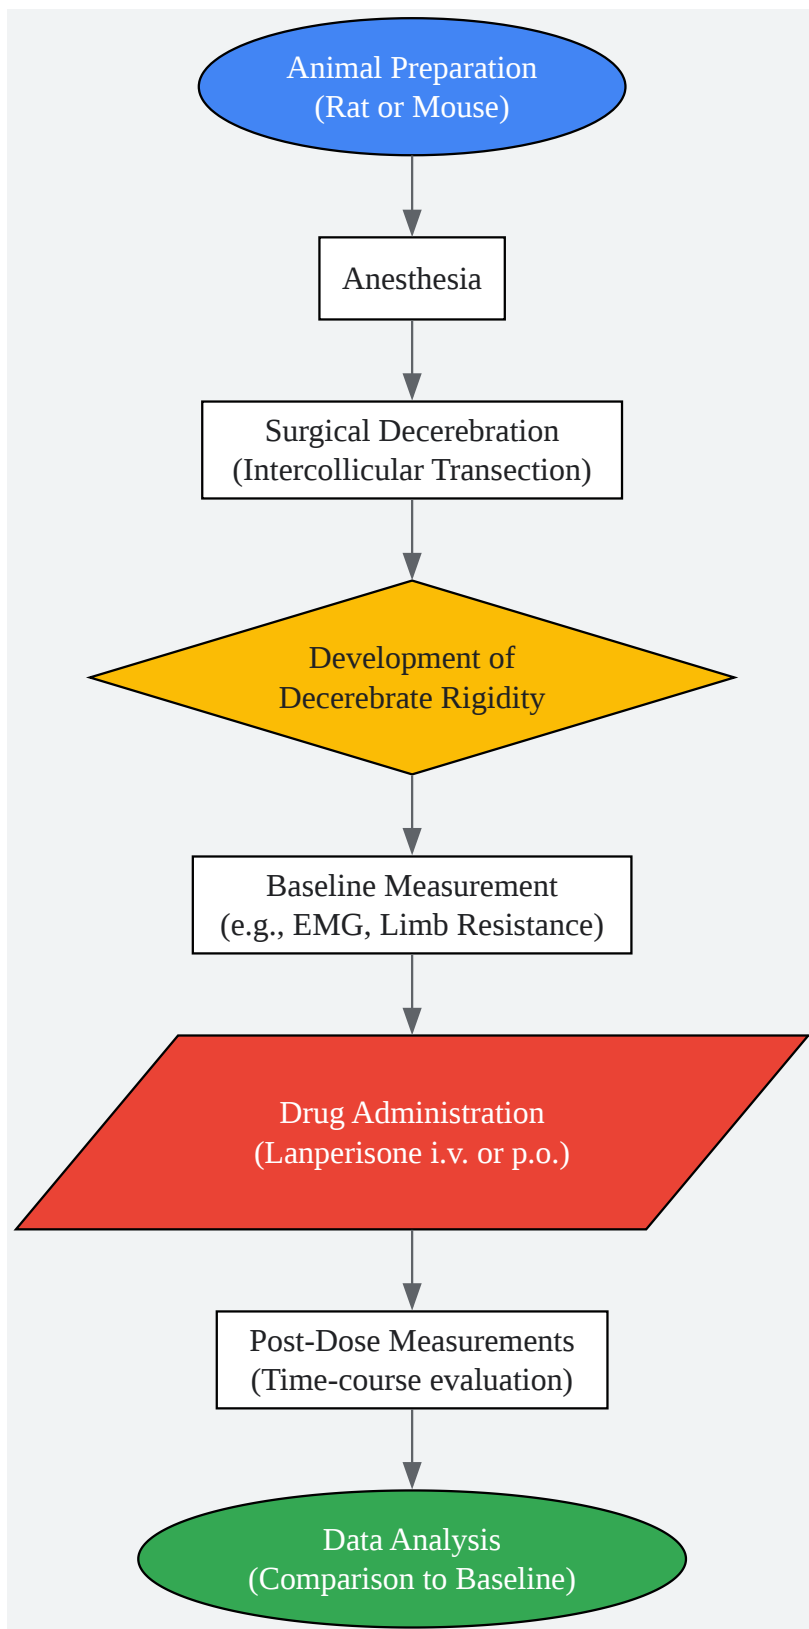 Animal Preparation
(Rat or Mouse)
Anesthesia
Surgical Decerebration
(Intercollicular Transection)
Development of
Decerebrate Rigidity
Baseline Measurement
(e.g., EMG, Limb Resistance)
Drug Administration
(Lanperisone i.v. or p.o.)
Post-Dose Measurements
(Time-course evaluation)
Data Analysis
(Comparison to Baseline)